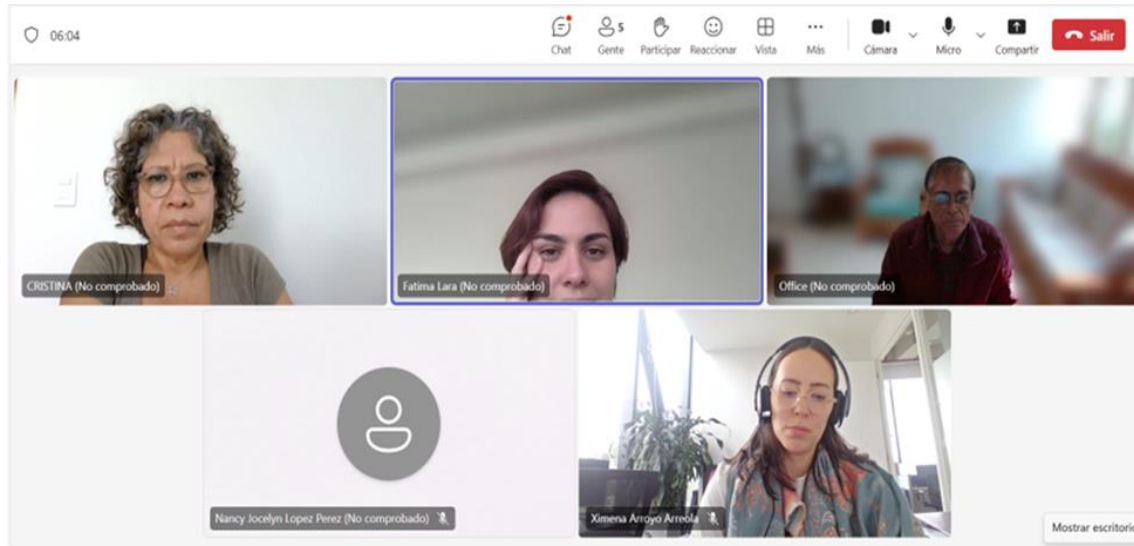 06:04
5
Chat
Gente
Participar
Reaccionar
Vista
Más
Cámara
Micro
Compartir
Salir
CRISTINA (No comprobado)
Fatima Lara (No comprobado)
Office (No comprobado)
Nancy Jocelyn Lopez Perez (No comprobado)
Ximena Arroyo Arreola
Mostrar escritorio